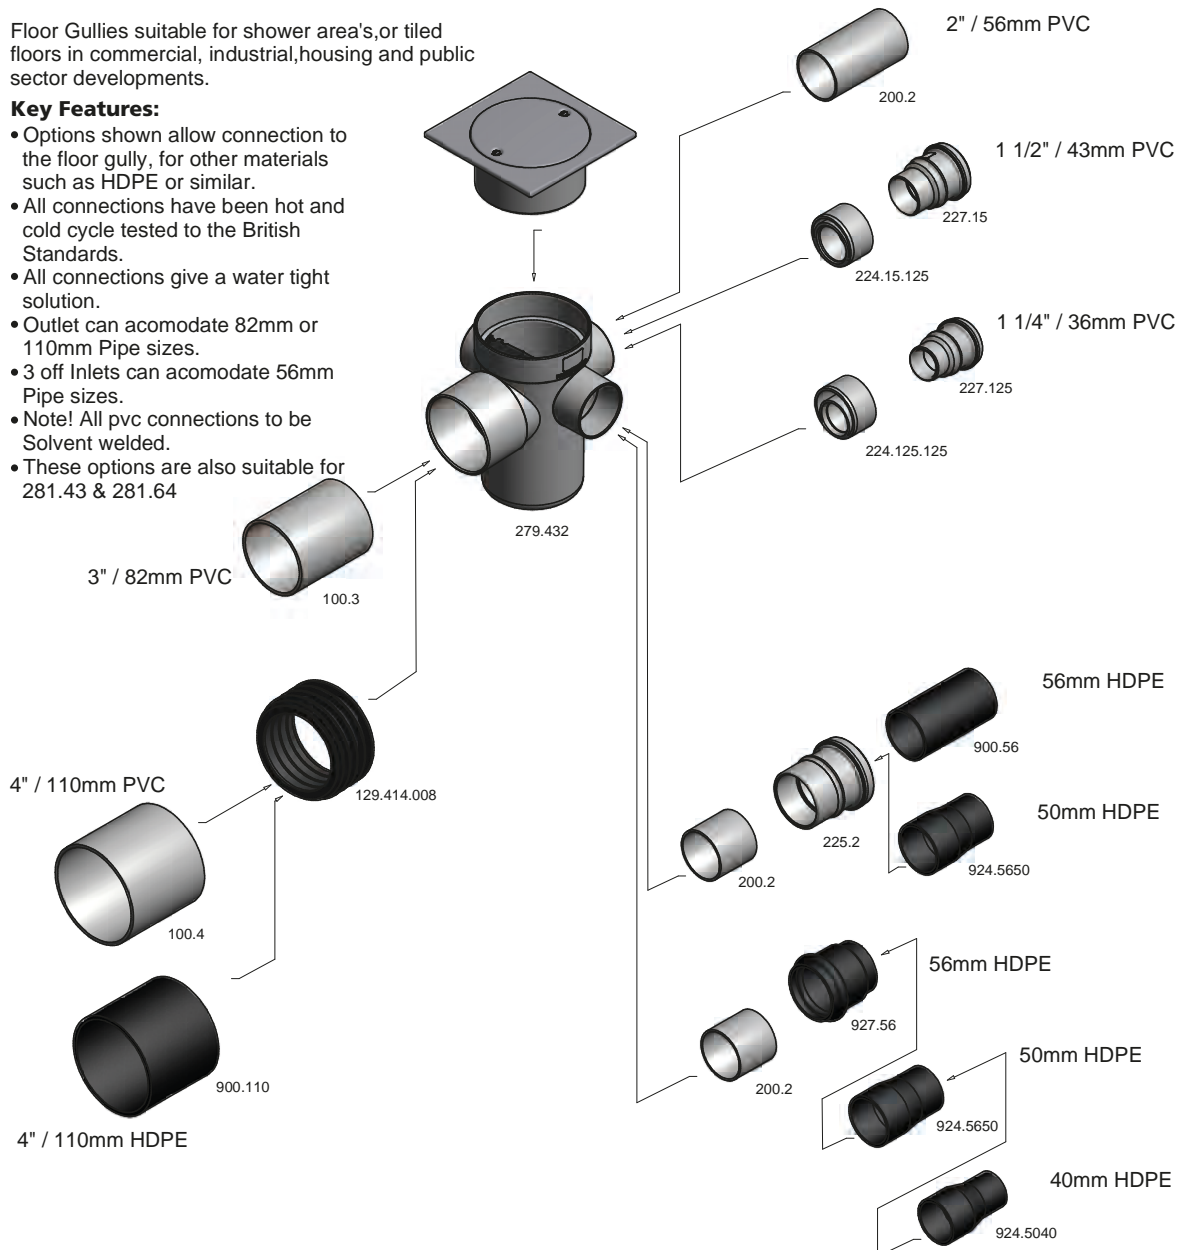 Floor Gullies suitable for shower area's,or tiled
floors in commercial, industrial,housing and public
sector developments.
Key Features:
• Options shown allow connection to
the floor gully, for other materials
such as HDPE or similar.
• All connections have been hot and
cold cycle tested to the British
Standards.
• All connections give a water tight
solution.
• Outlet can acomodate 82mm or
110mm Pipe sizes.
• 3 off Inlets can acomodate 56mm
Pipe sizes.
• Note! All pvc connections to be
Solvent welded.
• These options are also suitable for
281.43 & 281.64
2" / 56mm PVC
200.2
1 1/2" / 43mm PVC
227.15
224.15.125
1 1/4" / 36mm PVC
227.125
224.125.125
279.432
3" / 82mm PVC
100.3
129.414.008
4" / 110mm PVC
100.4
900.110
4" / 110mm HDPE
56mm HDPE
900.56
50mm HDPE
225.2
924.5650
200.2
56mm HDPE
927.56
200.2
50mm HDPE
924.5650
40mm HDPE
924.5040